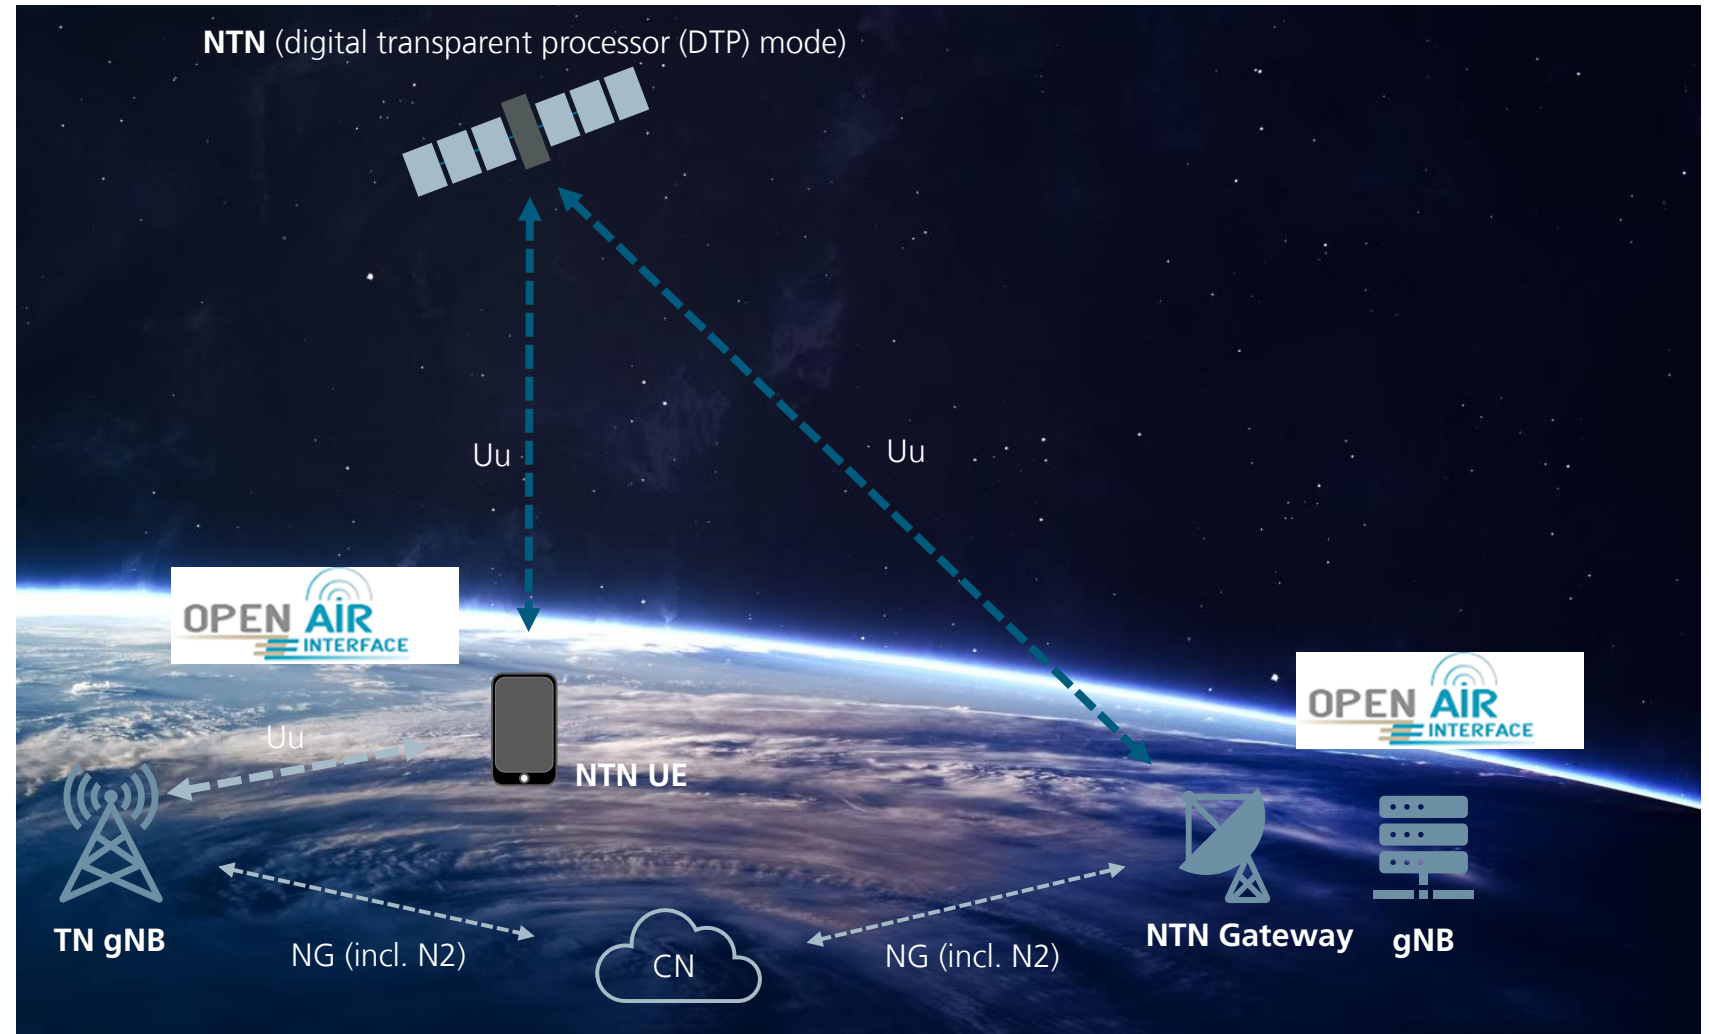 NTN (digital transparent processor (DTP) mode)
Uu
Uu
OPEN AIR
INTERFACE
OPEN AIR
INTERFACE
Uu
NTN UE
TN gNB
NG (incl. N2)
CN
NG (incl. N2)
NTN Gateway
gNB